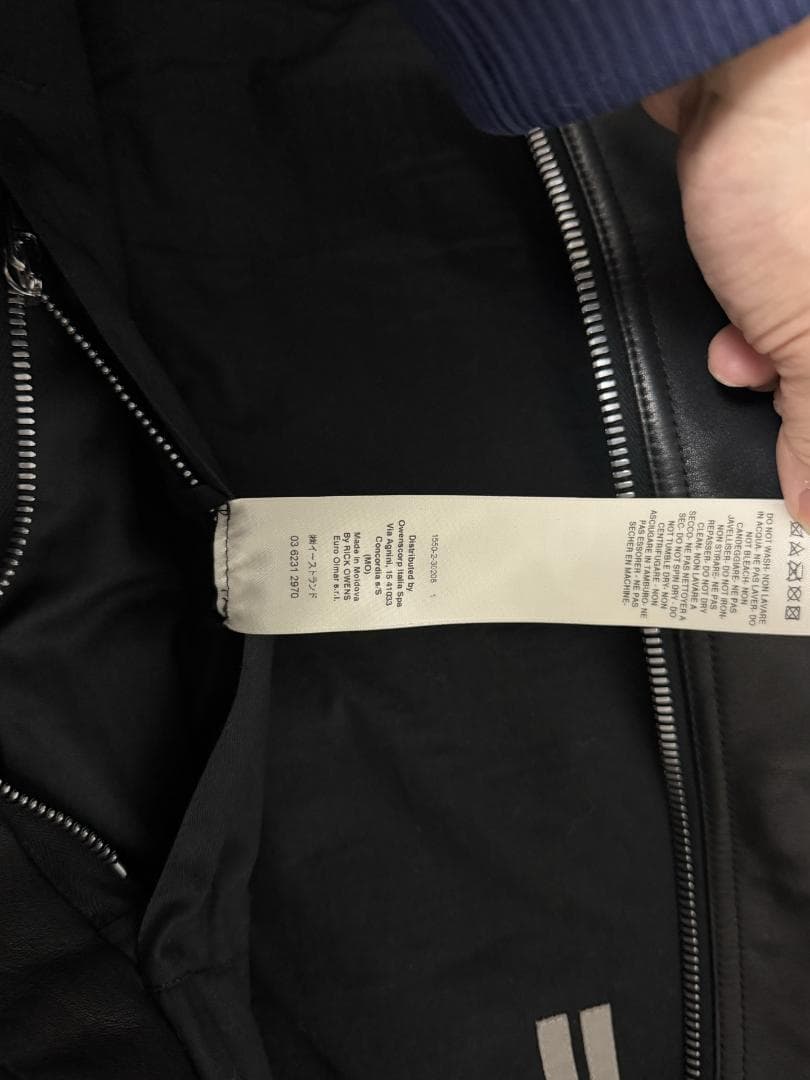 DO NOT WASH- NON LAVARE
IN ACQUA- NE PAS LAVER- DO
NOT BLEACH- NON
CANDEGGIARE- NE PAS
JAVELLISER- DO NOT IRON-
NON STIRARE- NE PAS
REPASSER- DO NOT DRY
CLEAN- NON LAVARE A
SECCO- NE PAS NETTOYER A
SEC- DO NOT SPIN DRY - DO
NOT TUMBLE DRY- NON
CENTRIFUGARE - NON
ASCIUGARE IN TAMBURO- NE
PAS ESSORER - NE PAS
SECHER EN MACHINE-
1550-2-30208 1
Distributed by
Owenscorp Italia Spa
Via Agnini, 15 41033
Concordia s/S
(MO)
Made in Moldova
By RICK OWENS
Euro Olmar s.r.l.
㈱イーストランド
03 6231 2970